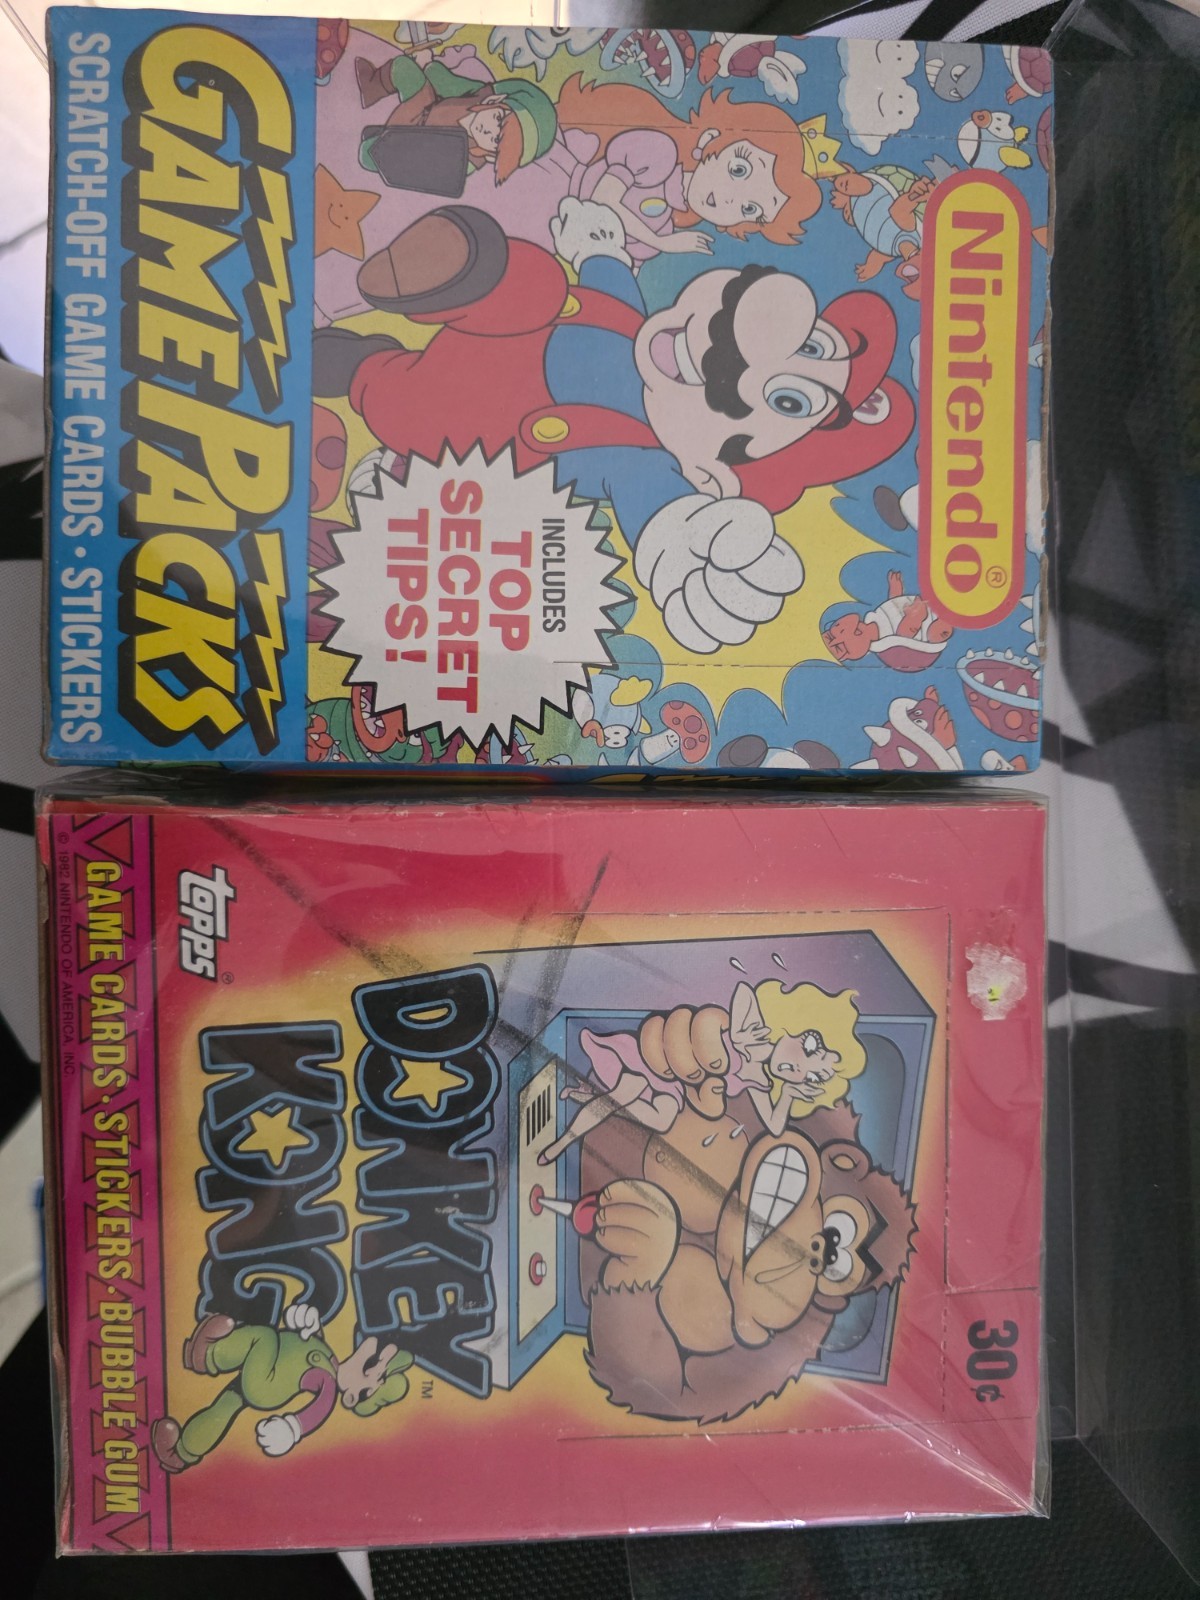 Nintendo®
INCLUDES
TOP
SECRET
TIPS!
GAME PACKS
SCRATCH-OFF GAME CARDS • STICKERS
M
30¢
DONKEY
KONG
TM
TOPPS®
GAME CARDS • STICKERS • BUBBLE GUM
© 1982 NINTENDO OF AMERICA INC.